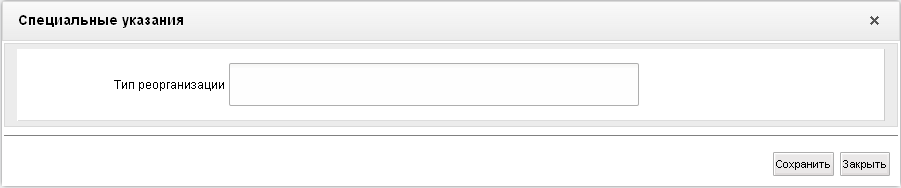 Специальные указания
Тип реорганизации
Сохранить Закрыть